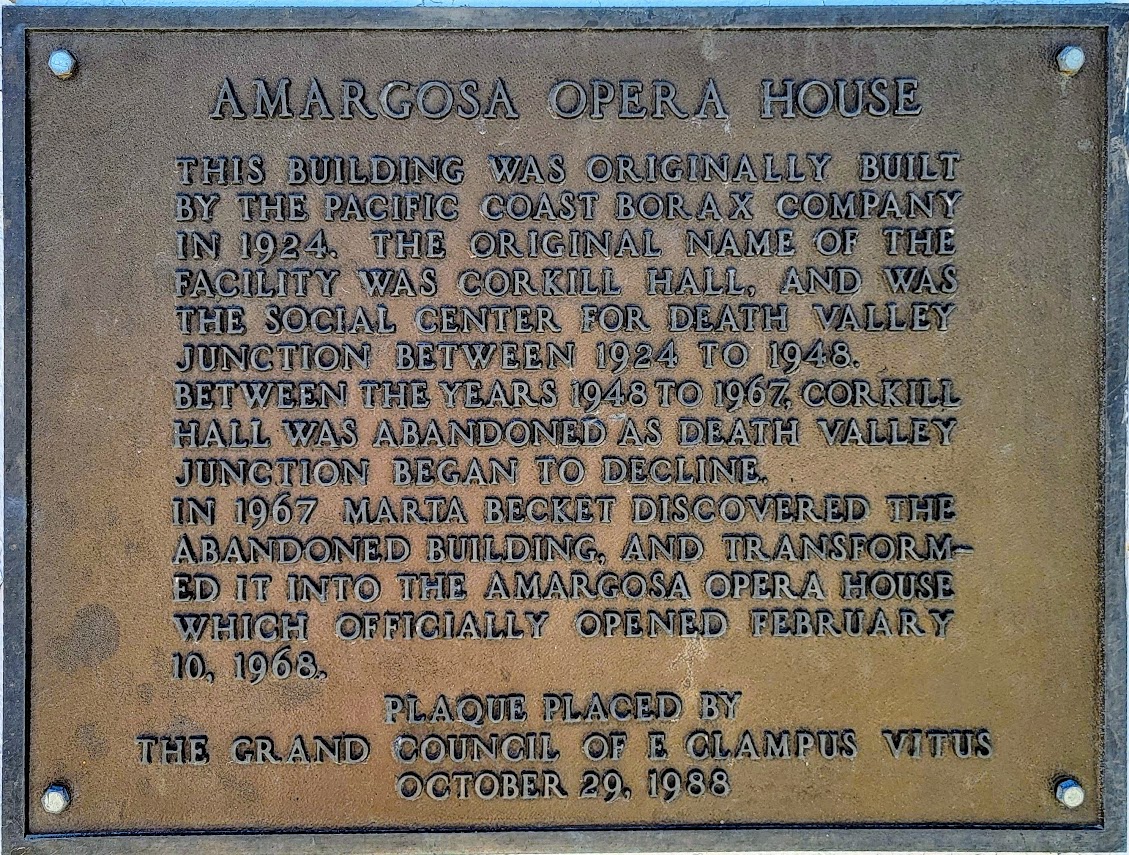 AMARGOSA OPERA HOUSE
THIS BUILDING WAS ORIGINALLY BUILT
BY THE PACIFIC COAST BORAX COMPANY
IN 1924. THE ORIGINAL NAME OF THE
FACILITY WAS CORKILL HALL, AND WAS
THE SOCIAL CENTER FOR DEATH VALLEY
JUNCTION BETWEEN 1924 TO 1948.
BETWEEN THE YEARS 1948 TO 1967, CORKILL
HALL WAS ABANDONED AS DEATH VALLEY
JUNCTION BEGAN TO DECLINE.
IN 1967 MARTA BECKET DISCOVERED THE
ABANDONED BUILDING, AND TRANSFORM-
ED IT INTO THE AMARGOSA OPERA HOUSE
WHICH OFFICIALLY OPENED FEBRUARY
10, 1968.
PLAQUE PLACED BY
THE GRAND COUNCIL OF E CLAMPUS VITUS
OCTOBER 29, 1988